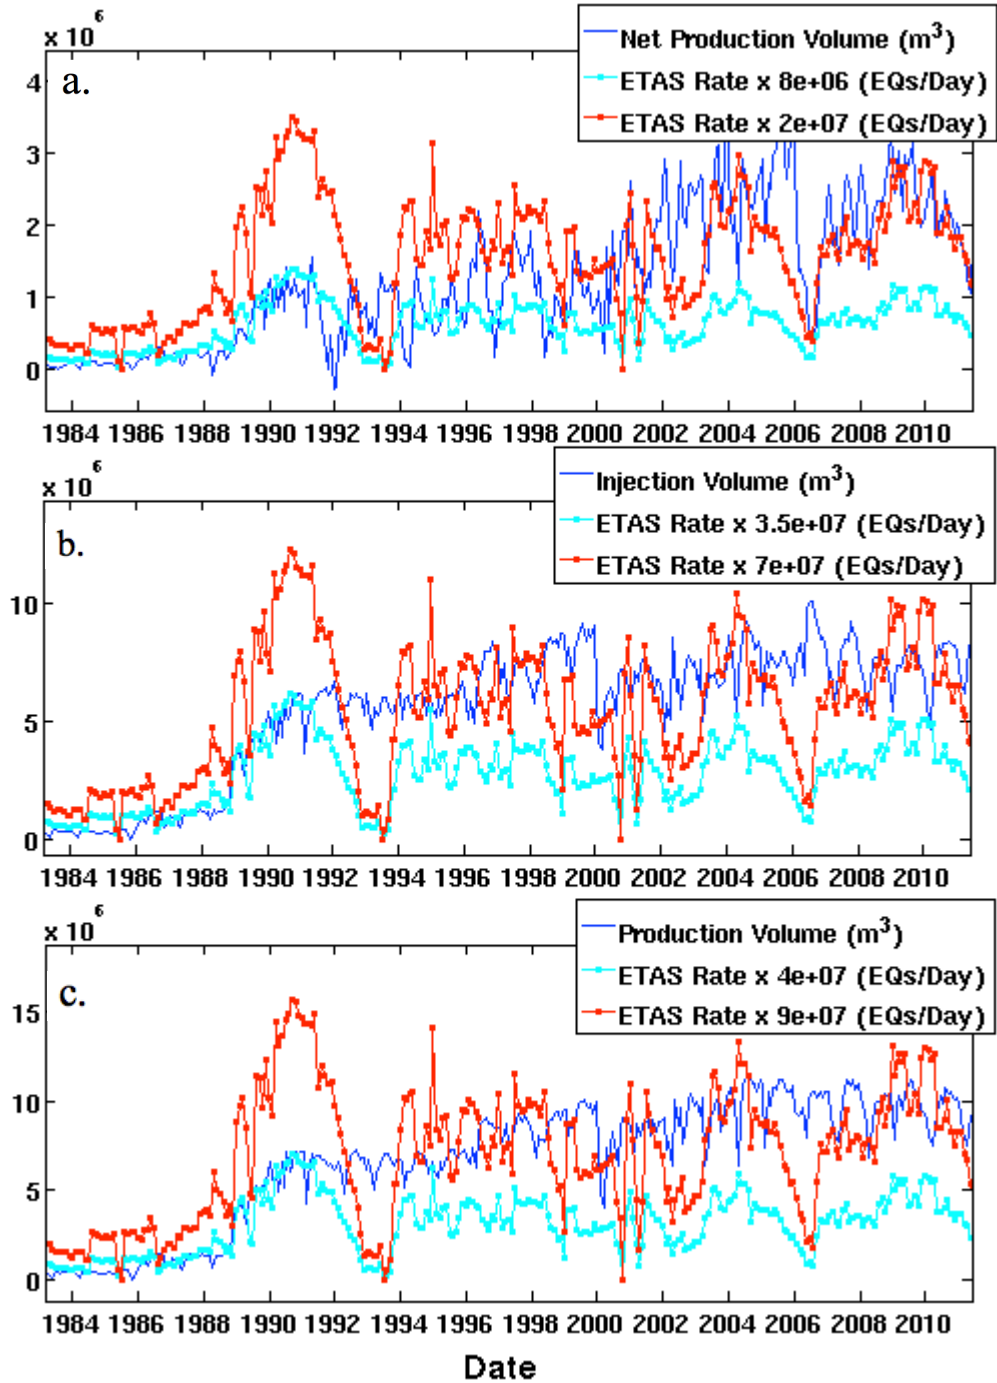 x 10^6
a.
Net Production Volume (m^3)
ETAS Rate x 8e+06 (EQs/Day)
ETAS Rate x 2e+07 (EQs/Day)
4
3
2
1
0
1984 1986 1988 1990 1992 1994 1996 1998 2000 2002 2004 2006 2008 2010
x 10^6
b.
Injection Volume (m^3)
ETAS Rate x 3.5e+07 (EQs/Day)
ETAS Rate x 7e+07 (EQs/Day)
10
5
0
1984 1986 1988 1990 1992 1994 1996 1998 2000 2002 2004 2006 2008 2010
x 10^6
c.
Production Volume (m^3)
ETAS Rate x 4e+07 (EQs/Day)
ETAS Rate x 9e+07 (EQs/Day)
15
10
5
0
1984 1986 1988 1990 1992 1994 1996 1998 2000 2002 2004 2006 2008 2010
Date